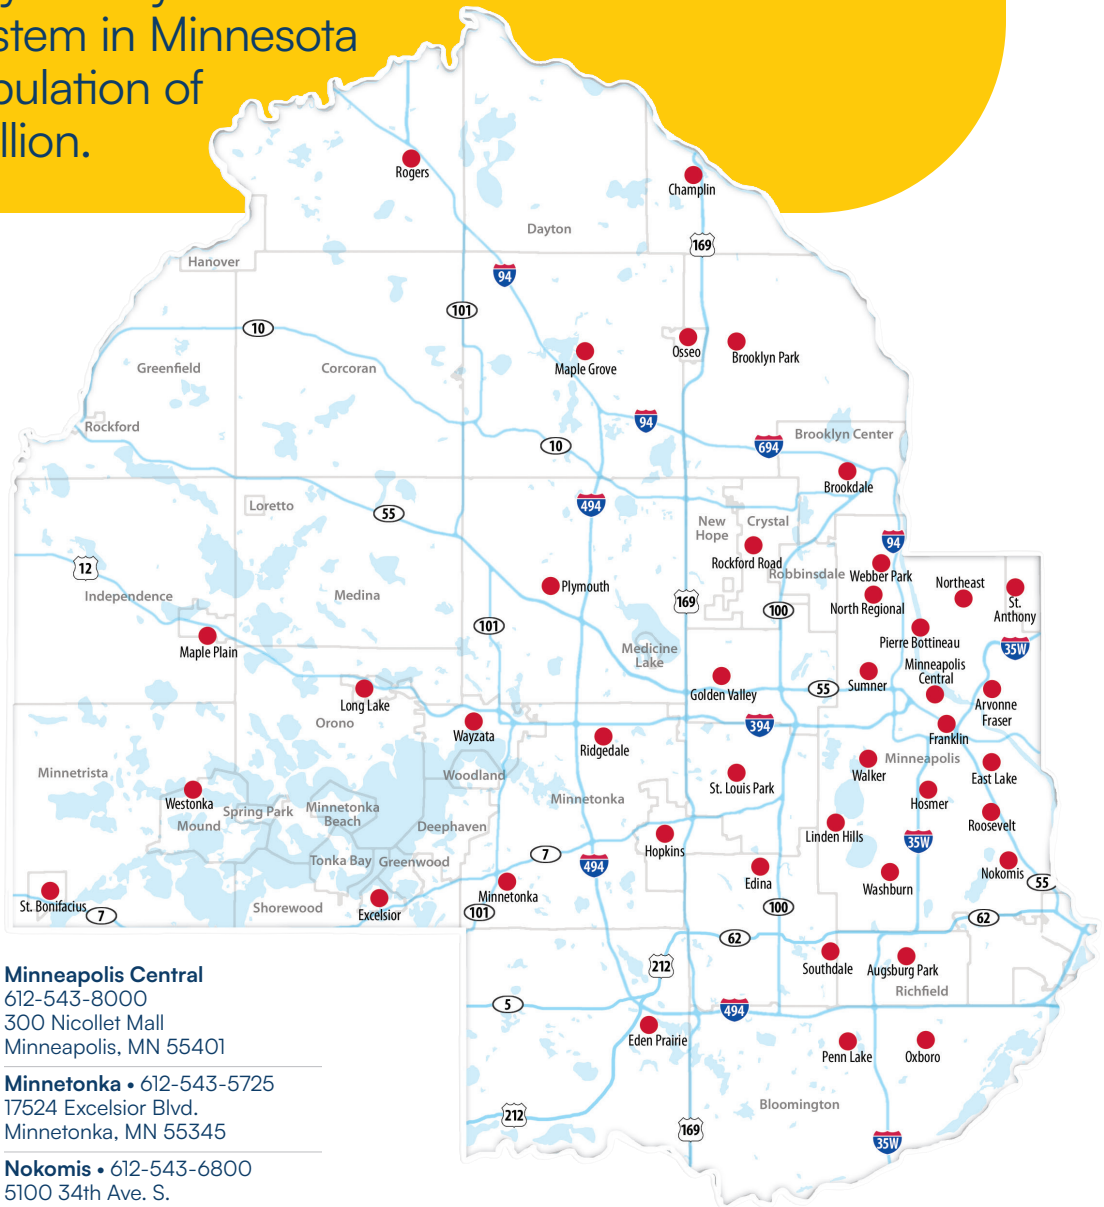 stem in Minnesota
pulation of
llion.
Rogers
Champlin
Dayton
169
Hanover
94
101
10
Osseo
Brooklyn Park
Maple Grove
Greenfield
Corcoran
94
Rockford
Brooklyn Center
694
10
Brookdale
Loretto
494
55
New
Hope
Crystal
94
Rockford Road
12
Robbinsdale
Webber Park
Northeast
Plymouth
Independence
Medina
169
100
North Regional
St.
Anthony
101
Pierre Bottineau
35W
Maple Plain
Medicine
Lake
Minneapolis
Central
Golden Valley
55
Sumner
Long Lake
Arvonne
Fraser
Orono
Wayzata
394
Franklin
Ridgedale
Minneapolis
Minnetrista
Woodland
Walker
East Lake
St. Louis Park
Westonka
Minnetonka
Hosmer
Spring Park
Minnetonka
Beach
Mound
Deephaven
Linden Hills
Roosevelt
35W
Hopkins
7
Tonka Bay
Greenwood
494
Nokomis
Edina
Washburn
55
Minnetonka
St. Bonifacius
7
Shorewood
Excelsior
101
100
62
62
212
Southdale
Augsburg Park
Richfield
5
494
Eden Prairie
Penn Lake
Oxboro
Bloomington
212
169
35W
Minneapolis Central
612-543-8000
300 Nicollet Mall
Minneapolis, MN 55401
Minnetonka • 612-543-5725
17524 Excelsior Blvd.
Minnetonka, MN 55345
Nokomis • 612-543-6800
5100 34th Ave. S.